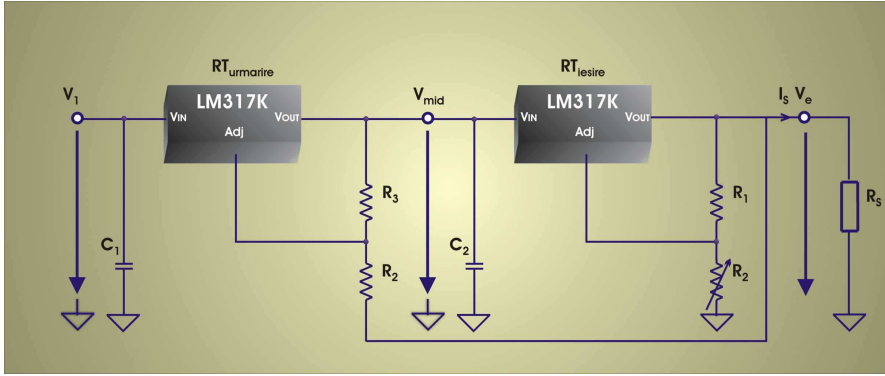 RTurmarire
RTiesire
V1
LM317K
VIN
VOUT
Adj
Vmid
LM317K
VIN
VOUT
Adj
IS
Ve
R3
R1
RS
C1
R2
C2
R2